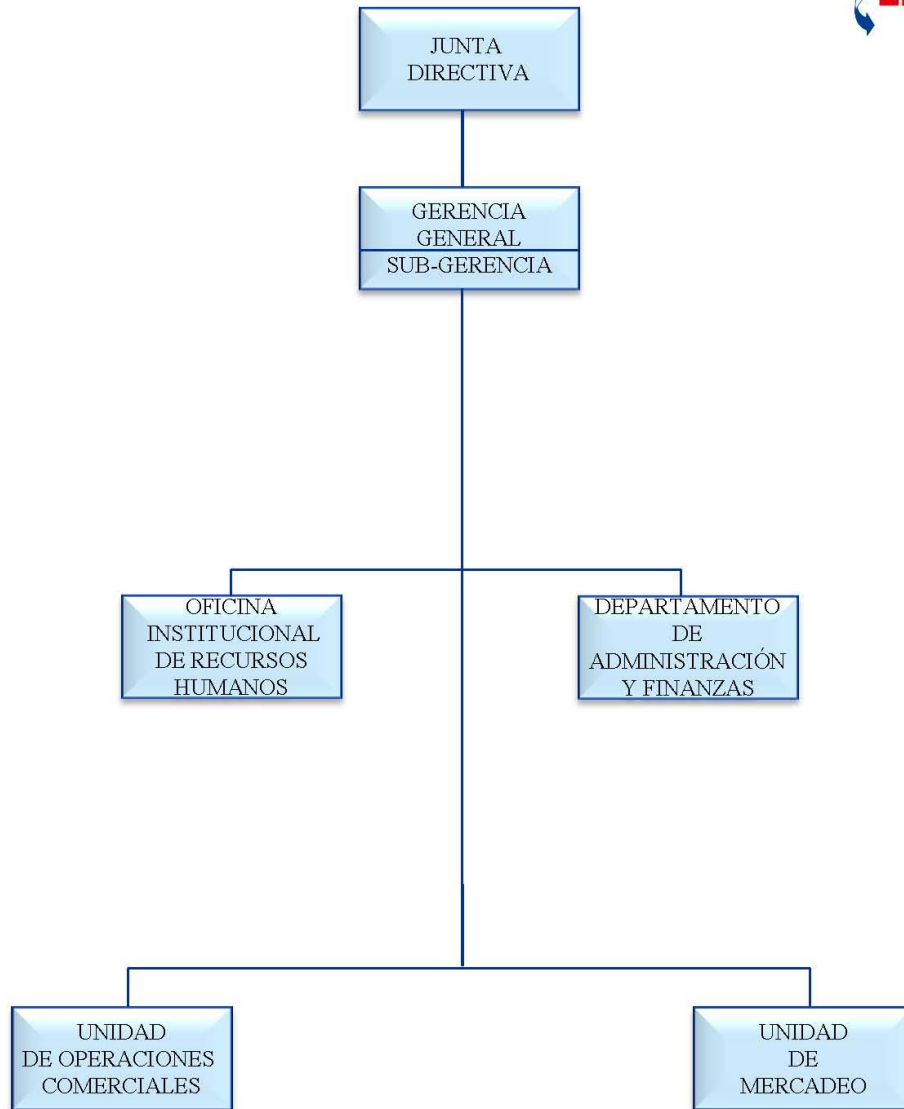 JUNTA
DIRECTIVA
GERENCIA
GENERAL
SUB-GERENCIA
OFICINA
INSTITUCIONAL
DE RECURSOS
HUMANOS
DEPARTAMENTO
DE
ADMINISTRACIÓN
Y FINANZAS
UNIDAD
DE OPERACIONES
COMERCIALES
UNIDAD
DE
MERCADEO